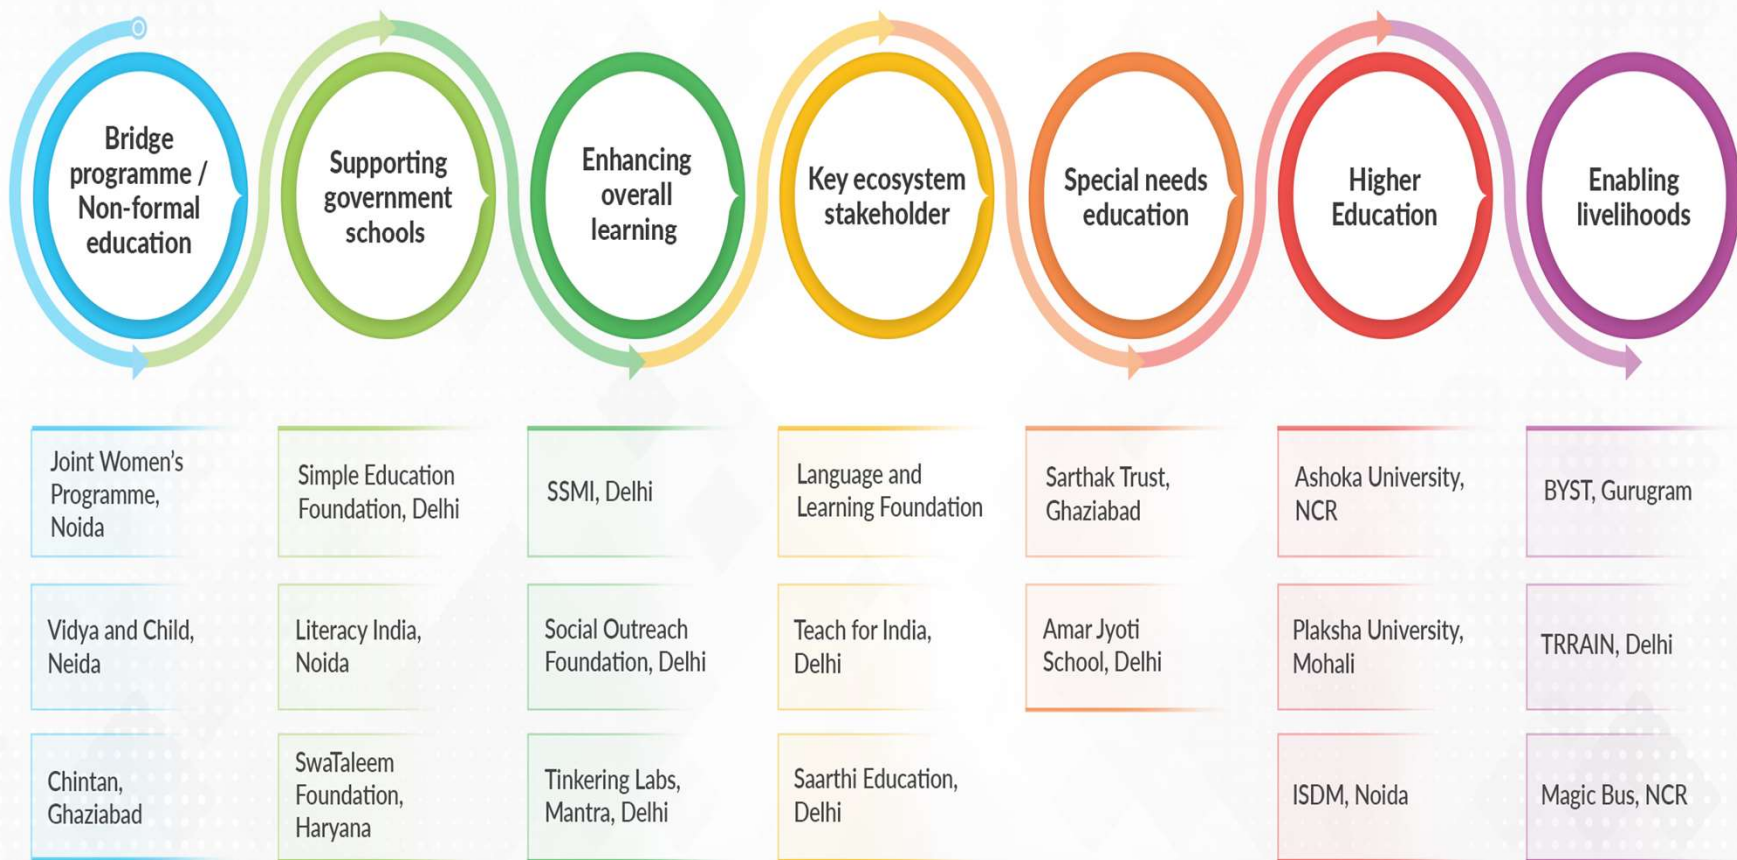 Bridge
programme /
Non-formal
education
Supporting
government
schools
Enhancing
overall
learning
Key ecosystem
stakeholder
Special needs
education
Higher
Education
Enabling
livelihoods
Joint Women's
Programme,
Noida
Simple Education
Foundation, Delhi
SSMI, Delhi
Language and
Learning Foundation
Sarthak Trust,
Ghaziabad
Ashoka University,
NCR
BYST, Gurugram
Vidya and Child,
Neida
Literacy India,
Noida
Social Outreach
Foundation, Delhi
Teach for India,
Delhi
Amar Jyoti
School, Delhi
Plaksha University,
Mohali
TRRAIN, Delhi
Chintan,
Ghaziabad
SwaTaleem
Foundation,
Haryana
Tinkering Labs,
Mantra, Delhi
Saarthi Education,
Delhi
ISDM, Noida
Magic Bus, NCR